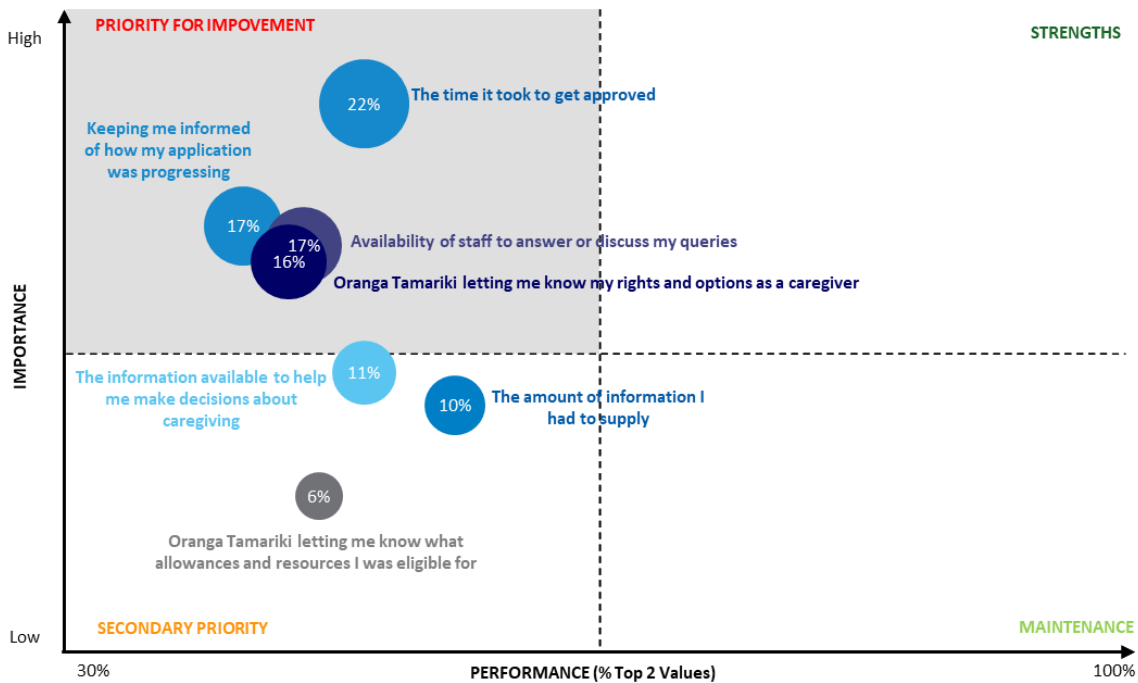 High
PRIORITY FOR IMPOVEMENT
STRENGTHS
22%
The time it took to get approved
Keeping me informed
of how my application
was progressing
17%
17%
Availability of staff to answer or discuss my queries
16%
Oranga Tamariki letting me know my rights and options as a caregiver
IMPORTANCE
The information available to help
me make decisions about
caregiving
11%
10%
The amount of information I
had to supply
6%
Oranga Tamariki letting me know what
allowances and resources I was eligible for
Low
SECONDARY PRIORITY
MAINTENANCE
30%
PERFORMANCE (% Top 2 Values)
100%